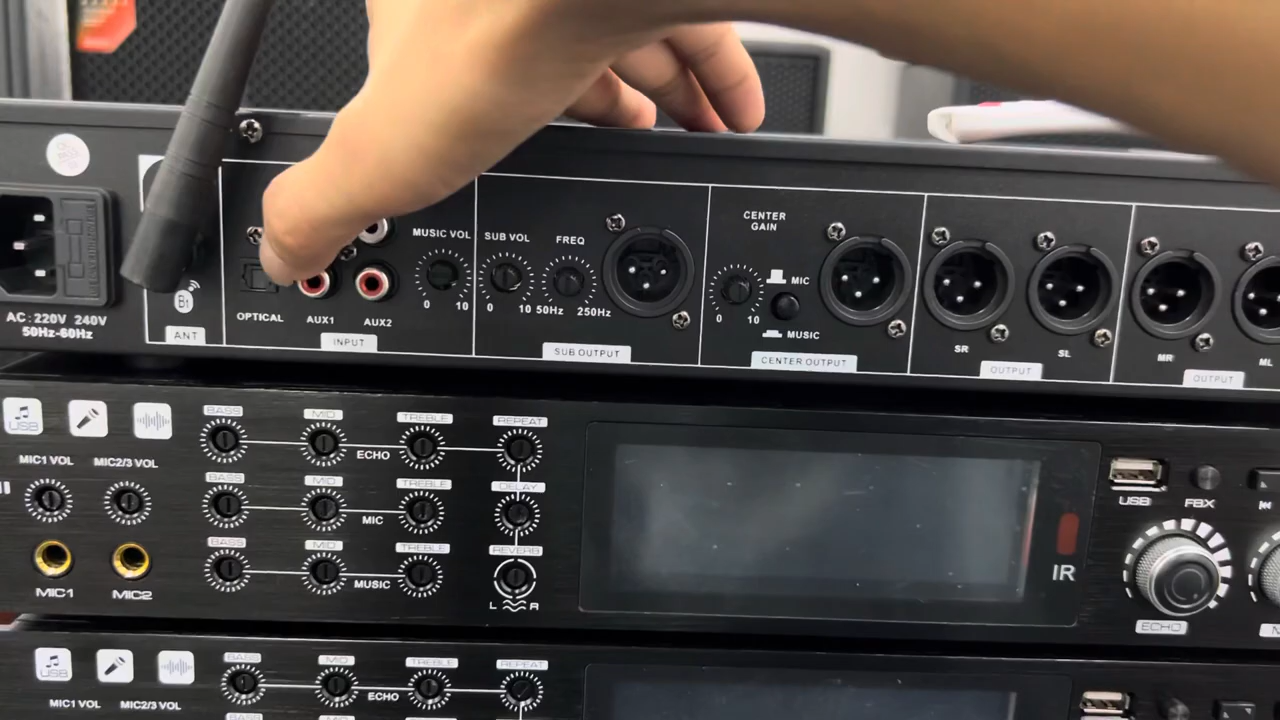 MUSIC VOL
SUB VOL
FREQ
CENTER
GAIN
MIC
0
10
0
10
50Hz
250Hz
0
10
MUSIC
AC: 220V 240V
50Hz-60Hz
ANT
OPTICAL
AUX1
AUX2
INPUT
SUB OUTPUT
CENTER OUTPUT
SR
SL
OUTPUT
MR
ML
OUTPUT
USB
MIC1 VOL
MIC2/3 VOL
BASS
MID
TREBLE
REPEAT
ECHO
BASS
MID
TREBLE
DELAY
MIC
BASS
MID
TREBLE
REVERB
MUSIC
L
R
MIC1
MIC2
IR
USB
FBX
ECHO
USB
MIC1 VOL
MIC2/3 VOL
BASS
MID
TREBLE
REPEAT
ECHO